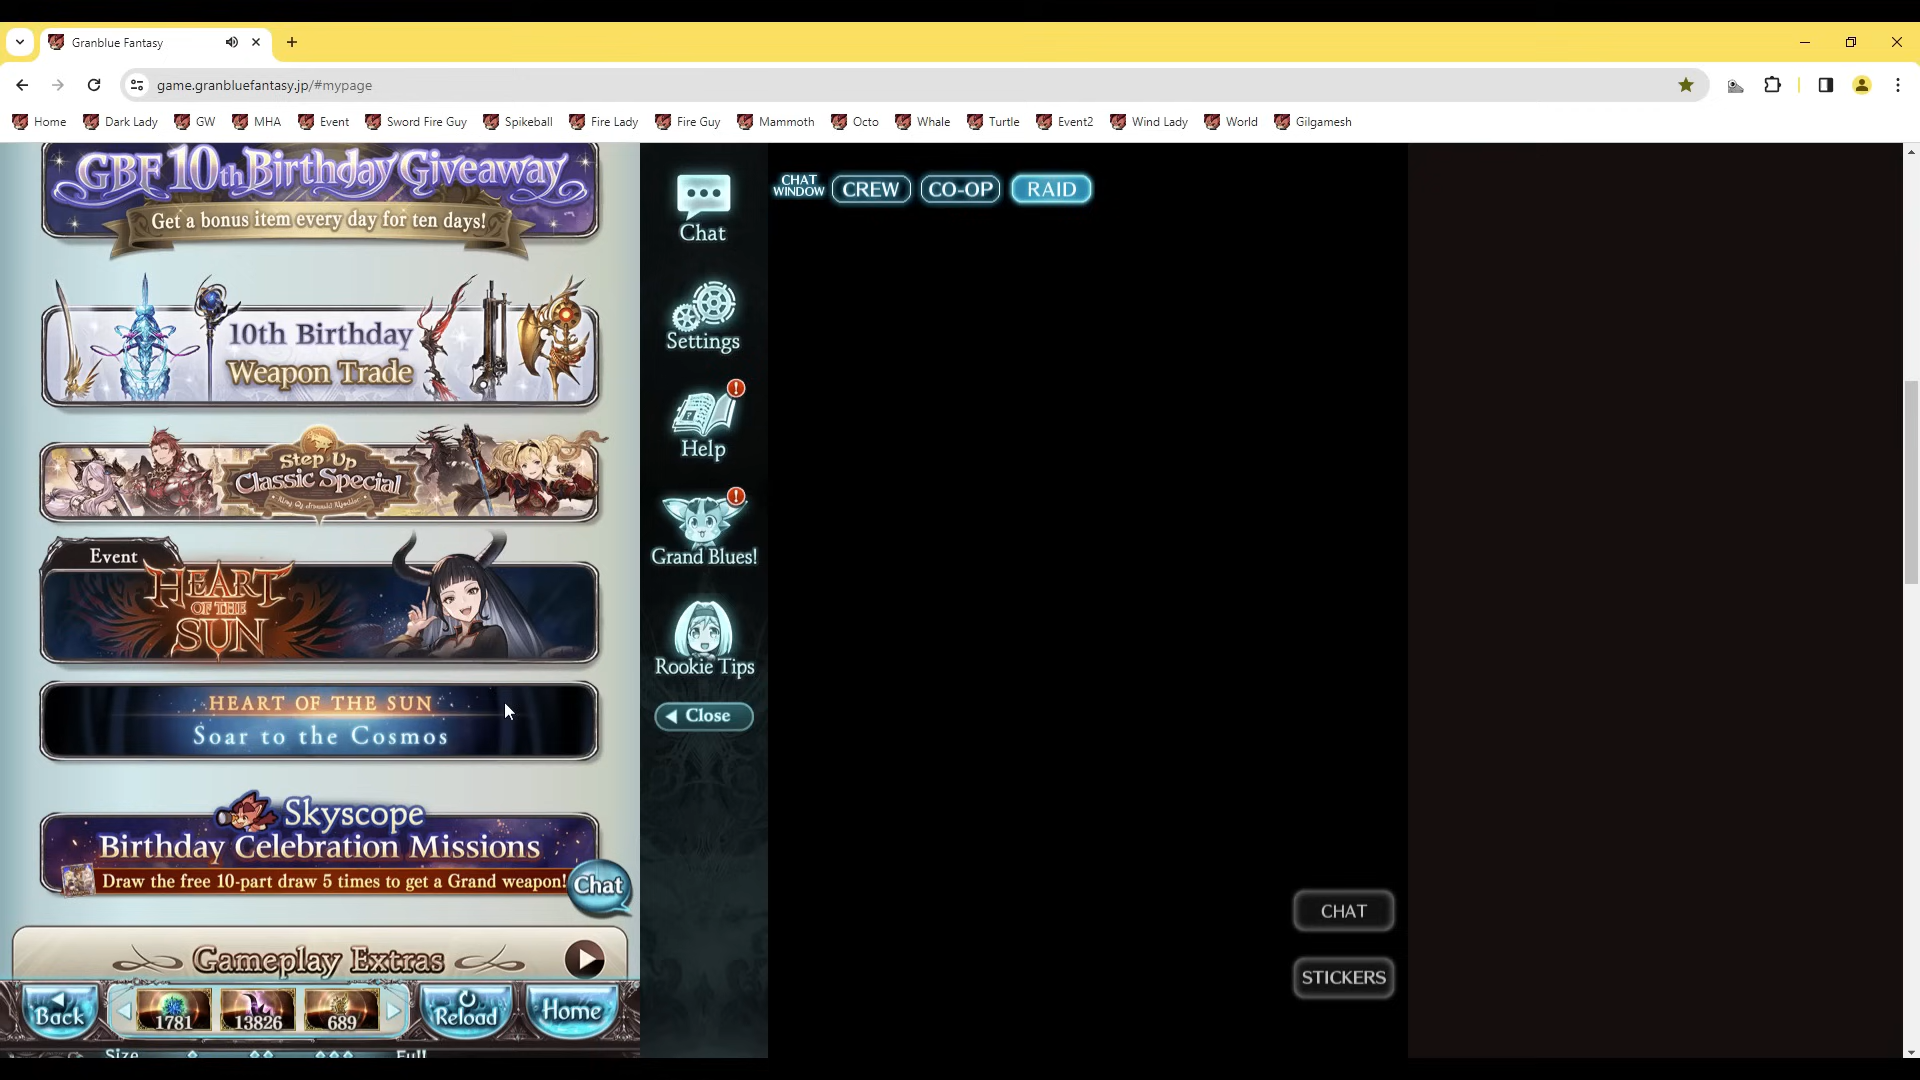 Granblue Fantasy
game.granbluefantasy.jp/#mypage
Home Dark Lady GW MHA Event Sword Fire Guy Spikeball Fire Lady Fire Guy Mammoth Octo Whale Turtle Event2 Wind Lady World Gilgamesh
GBF 10th Birthday Giveaway
Get a bonus item every day for ten days!
10th Birthday
Weapon Trade
Step Up
Classic Special
Event
HEART
OF THE
SUN
HEART OF THE SUN
Soar to the Cosmos
Skyscope
Birthday Celebration Missions
Draw the free 10-part draw 5 times to get a Grand weapon!
Chat
Gameplay Extras
Back
1781
13826
689
Reload
Home
Size
Full
Chat
Settings
Help
Grand Blues!
Rookie Tips
Close
CHAT
WINDOW
CREW
CO-OP
RAID
CHAT
STICKERS